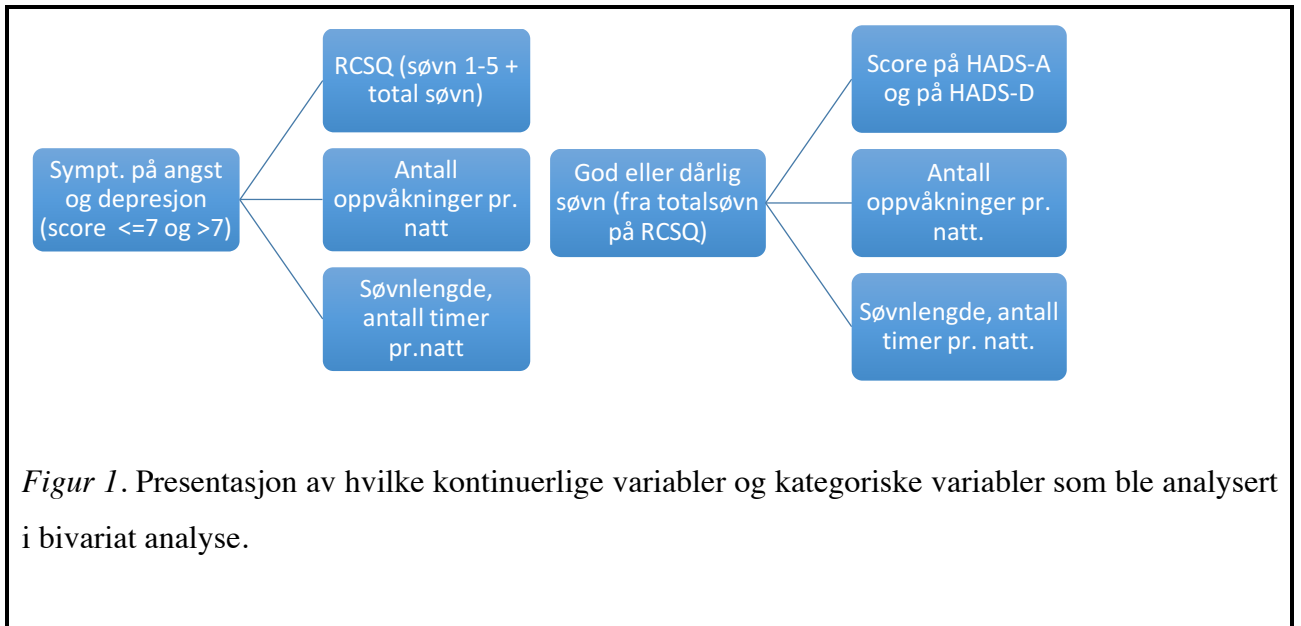 Sympt. på angst
og depresjon
(score <=7 og >7)
RCSQ (søvn 1-5 +
total søvn)
Antall
oppvåkninger pr.
natt
Søvnlengde,
antall timer
pr.natt
God eller dårlig
søvn (fra totalsøvn
på RCSQ)
Score på HADS-A
og på HADS-D
Antall
oppvåkninger pr.
natt.
Søvnlengde, antall
timer pr. natt.
Figur 1. Presentasjon av hvilke kontinuerlige variabler og kategoriske variabler som ble analysert
i bivariat analyse.